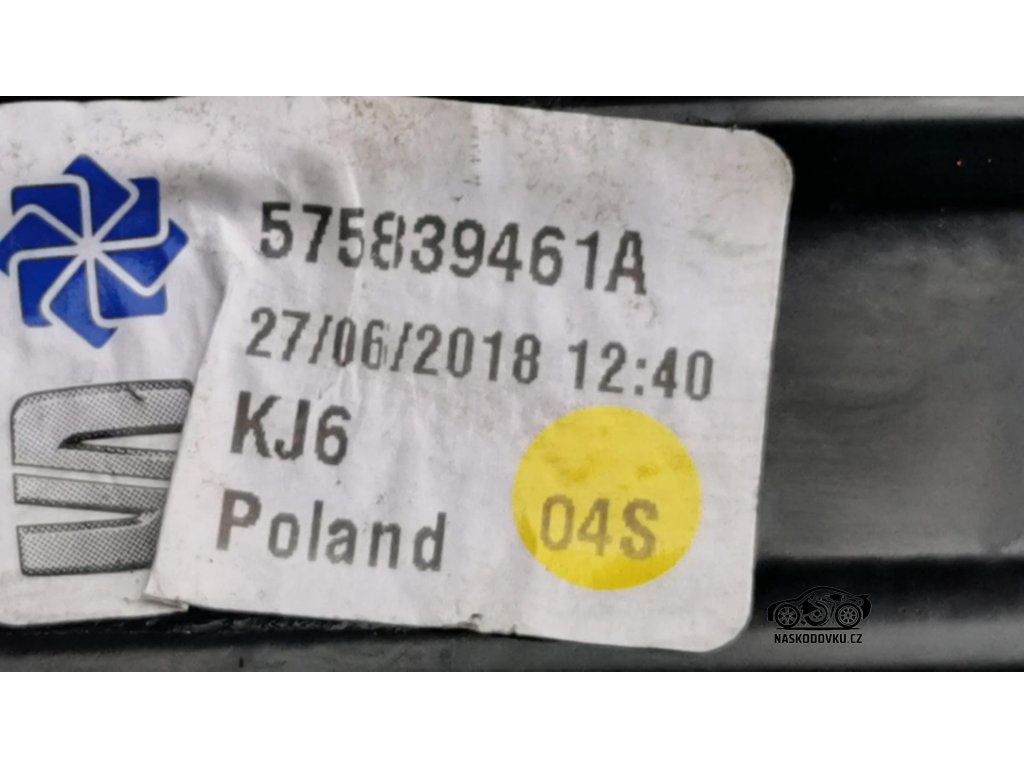 575839461A
27/06/2018 12:40
KJ6
Poland
04S
NASKODOVKU.CZ